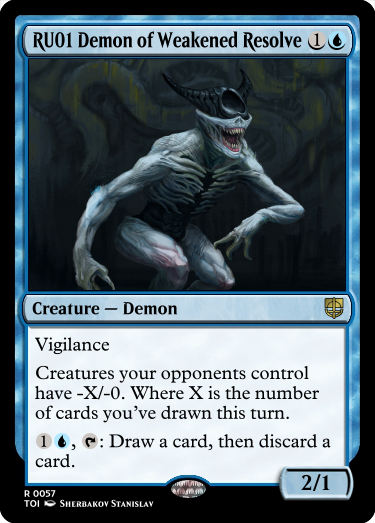 RU01 Demon of Weakened Resolve 1
Creature — Demon
Vigilance
Creatures your opponents control
have -X/-0. Where X is the number
of cards you've drawn this turn.
1 , : Draw a card, then discard a
card.
2/1
R 0057
TOI SHERBAKOV STANISLAV